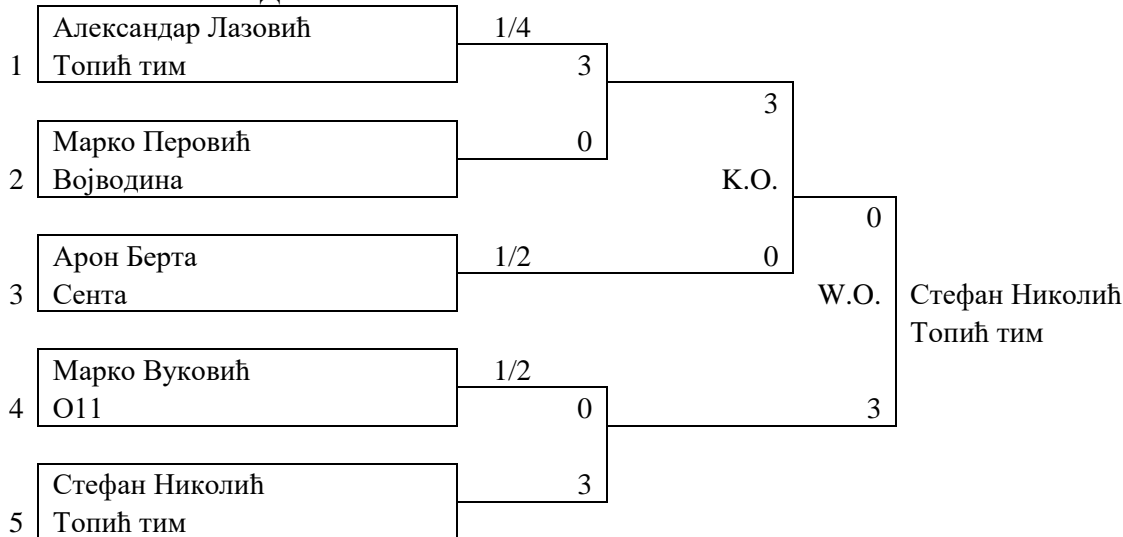 Александар Лазовић
1/4
1
Топић тим
3
3
Марко Перовић
0
2
Војводина
K.O.
0
Арон Берта
1/2
0
3
Сента
W.O.
Стефан Николић
Топић тим
Марко Вуковић
1/2
4
О11
0
3
Стефан Николић
3
5
Топић тим